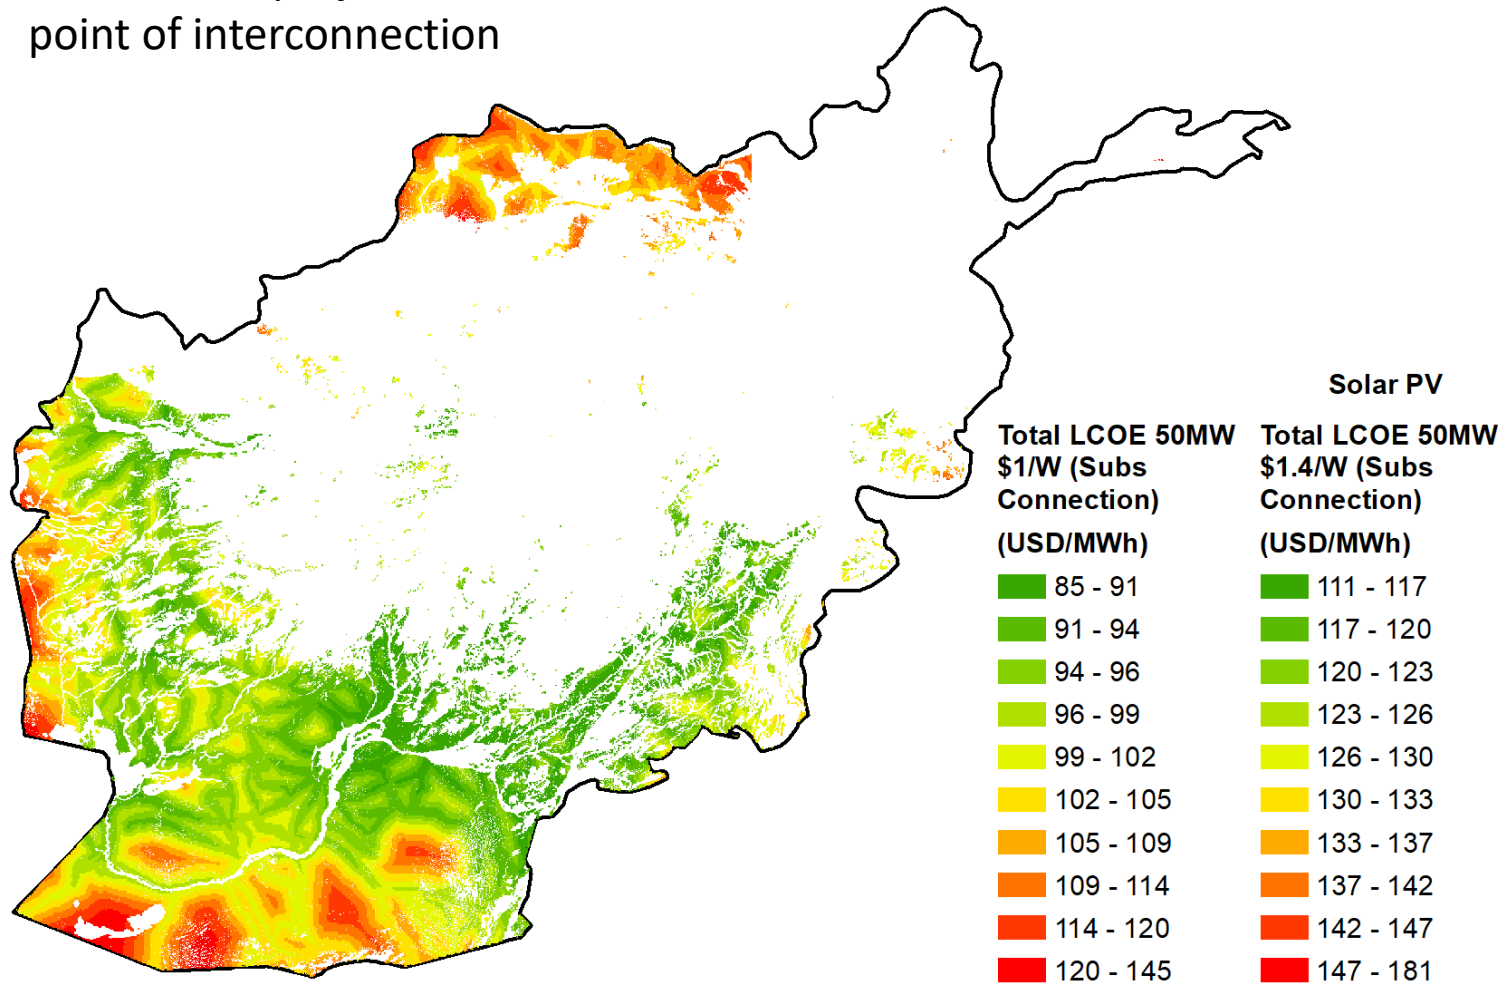 point of interconnection
Solar PV
Total LCOE 50MW
$1/W (Subs
Connection)
(USD/MWh)
85 - 91
91 - 94
94 - 96
96 - 99
99 - 102
102 - 105
105 - 109
109 - 114
114 - 120
120 - 145
Total LCOE 50MW
$1.4/W (Subs
Connection)
(USD/MWh)
111 - 117
117 - 120
120 - 123
123 - 126
126 - 130
130 - 133
133 - 137
137 - 142
142 - 147
147 - 181